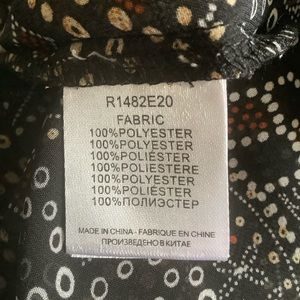 R1482E20
FABRIC
100%POLYESTER
100%POLYESTER
100%POLIÉSTER
100%POLIESTERE
100%POLYESTER
100%POLIÉSTER
100%ПОЛИЭСТЕР
MADE IN CHINA - FABRIQUE EN CHINE
ПРОИЗВЕДЕНО В КИТАЕ